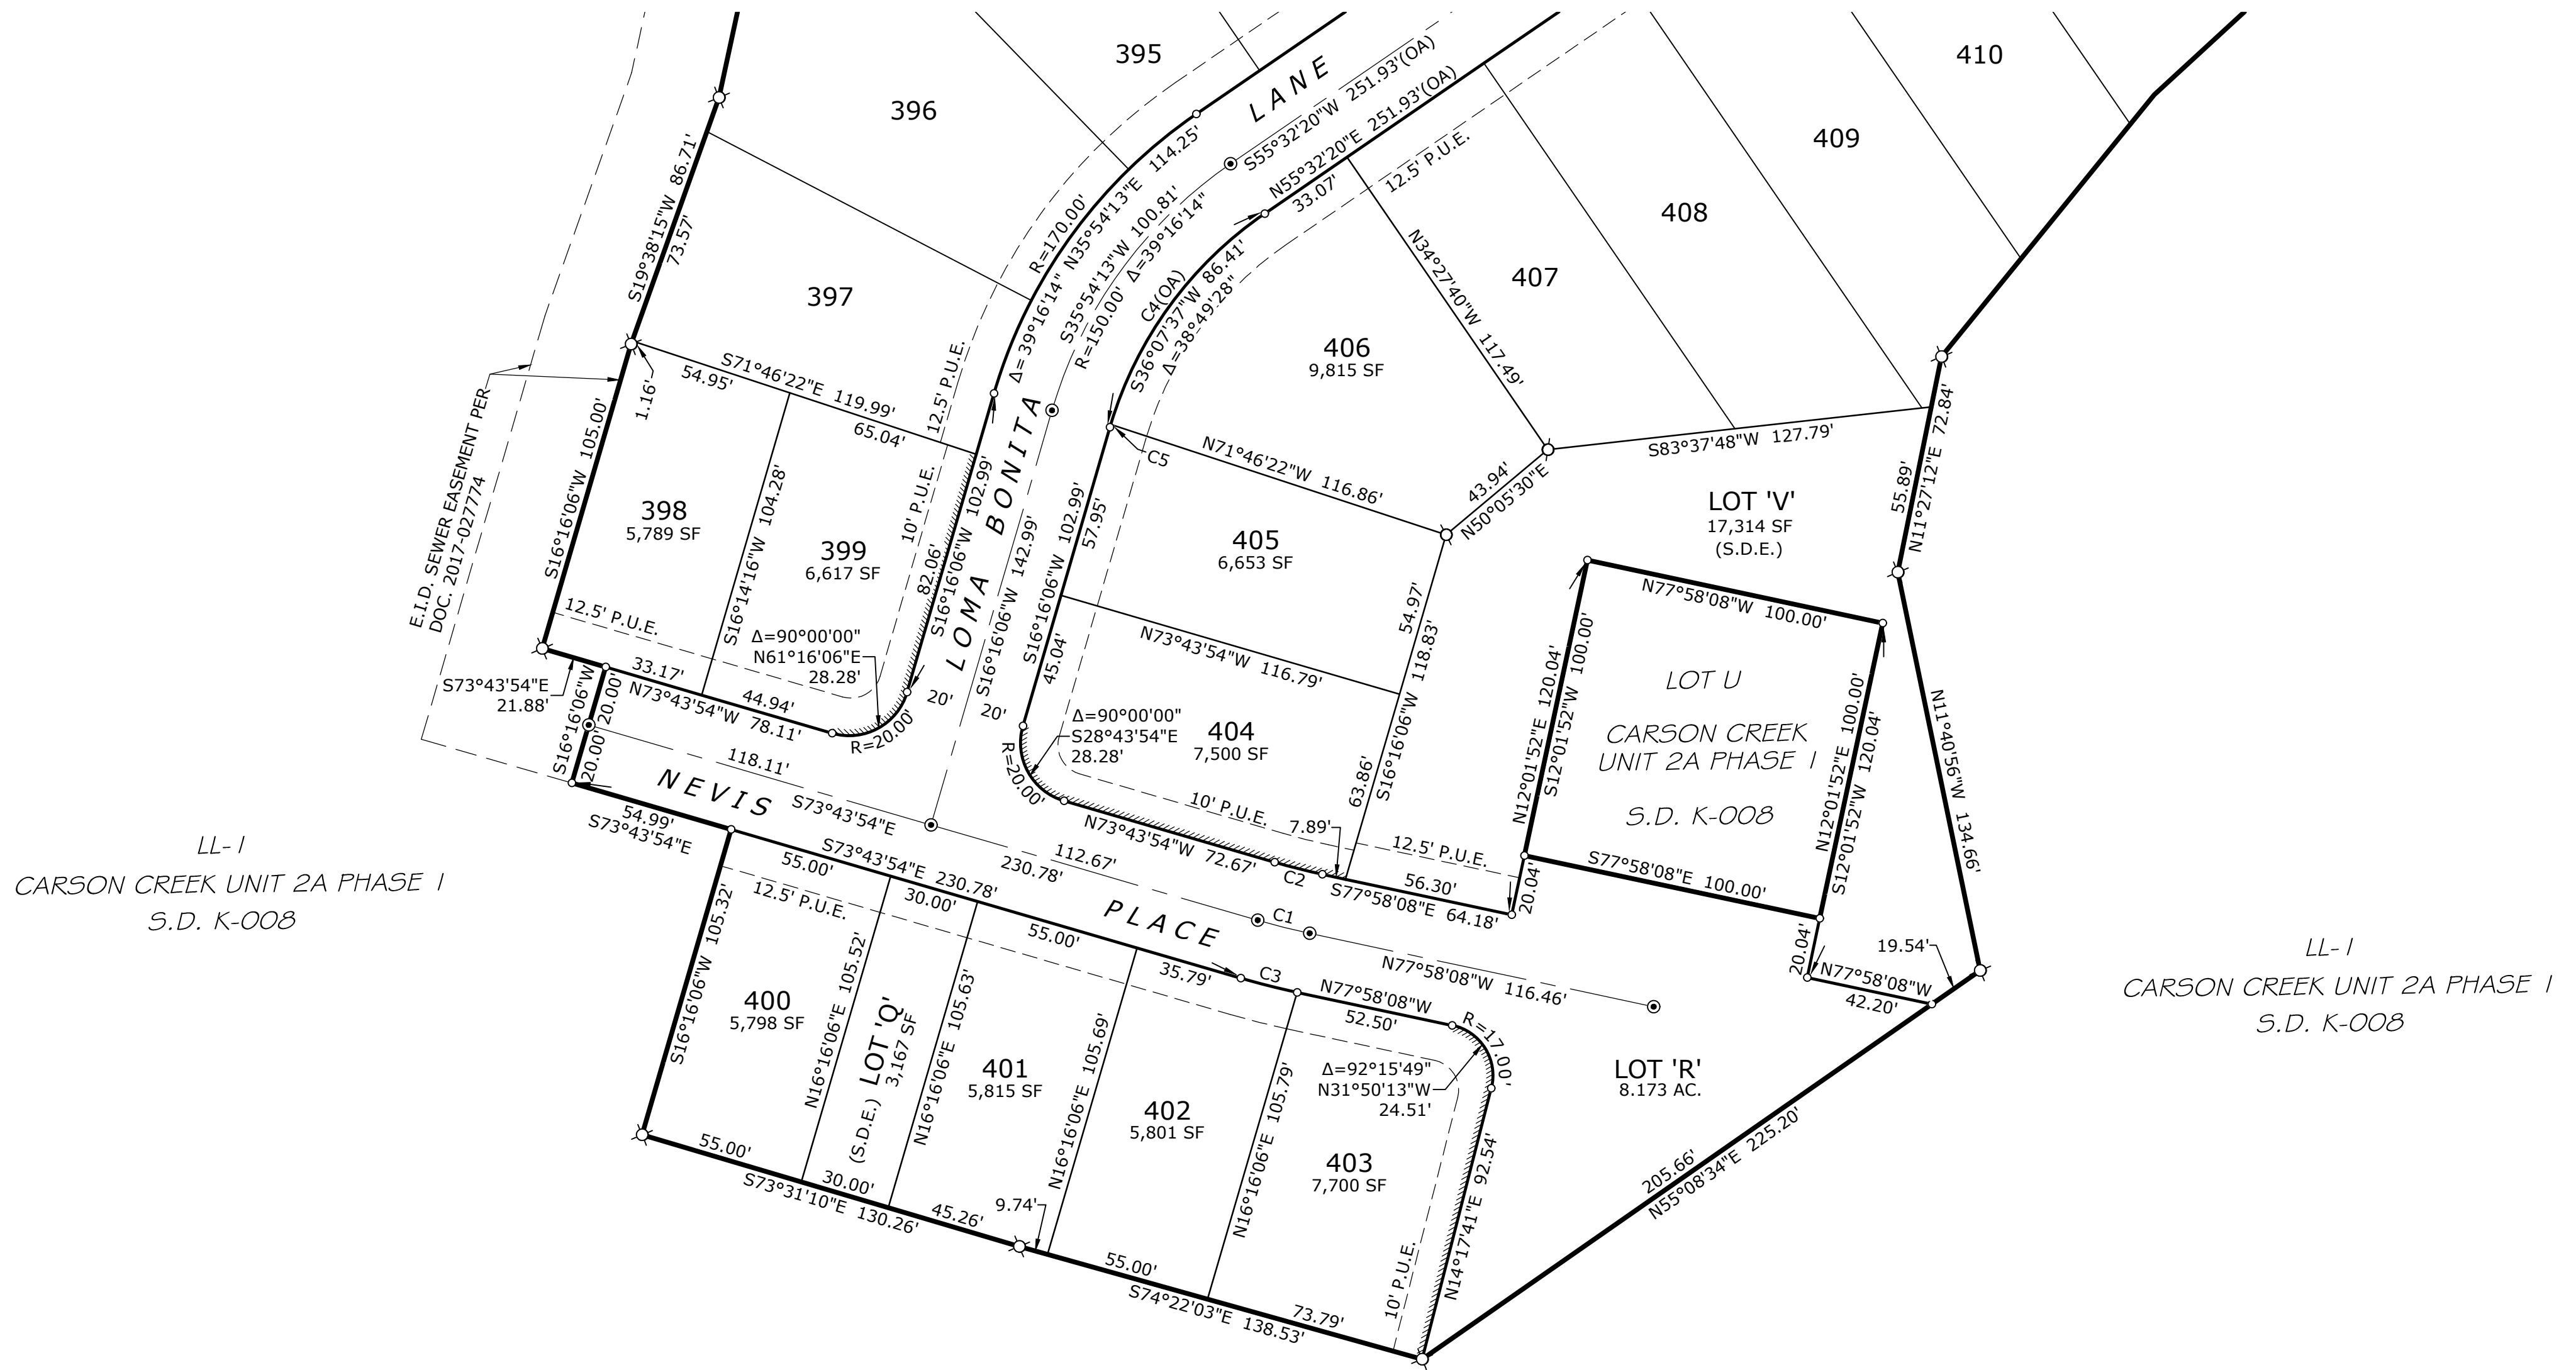 395
396
397
410
409
408
407
LANE
S55°32'20"W 251.93'(OA)
N55°32'20"E 251.93'(OA)
33.07'
12.5' P.U.E.
S19°38'15"W 86.71'
73.57'
R=170.00'
Δ=39°16'14" N35°54'13"E 114.25'
S35°54'13"W 100.81'
R=150.00' Δ=39°16'14"
C4(OA)
S36°07'37"W 86.41'
Δ=38°49'28"
406
9,815 SF
N34°27'40"W 117.49'
S83°37'48"W 127.79'
N11°27'12"E 72.84'
55.89'
1.16'
S71°46'22"E 119.99'
54.95'
65.04'
12.5' P.U.E.
10' P.U.E.
E.I.D. SEWER EASEMENT PER
DOC. 2017-027774
S16°16'06"W 105.00'
398
5,789 SF
S16°14'16"W 104.28'
399
6,617 SF
82.06'
S16°16'06"W 102.99'
LOMA BONITA
S16°16'06"W 142.99'
S16°16'06"W 102.99'
57.95'
45.04'
C5
N71°46'22"W 116.86'
43.94'
N50°05'30"E
405
6,653 SF
N73°43'54"W 116.79'
54.97'
S16°16'06"W 118.83'
63.86'
LOT 'V'
17,314 SF
(S.D.E.)
N77°58'08"W 100.00'
N12°01'52"E 120.04'
S12°01'52"W 100.00'
LOT U
CARSON CREEK
UNIT 2A PHASE 1
S.D. K-008
N12°01'52"E 100.00'
S12°01'52"W 120.04'
N11°40'56"W 134.66'
12.5' P.U.E.
Δ=90°00'00"
N61°16'06"E
28.28'
S73°43'54"E
21.88'
33.17'
44.94'
N73°43'54"W 78.11'
R=20.00'
20'
20'
S16°16'06"W
20.00'
20.00'
118.11'
S73°43'54"E
NEVIS
54.99'
S73°43'54"E
Δ=90°00'00"
S28°43'54"E
28.28'
R=20.00'
404
7,500 SF
10' P.U.E.
7.89'
12.5' P.U.E.
N73°43'54"W 72.67'
C2
56.30'
S77°58'08"E 64.18'
20.04'
S77°58'08"E 100.00'
20.04'
19.54'
N77°58'08"W
42.20'
LL-1
CARSON CREEK UNIT 2A PHASE 1
S.D. K-008
55.00'
S73°43'54"E 230.78'
30.00'
12.5' P.U.E.
112.67'
230.78'
C1
PLACE
55.00'
35.79'
C3
N77°58'08"W 116.46'
N77°58'08"W
52.50'
R=17.00'
Δ=92°15'49"
N31°50'13"W
24.51'
LL-1
CARSON CREEK UNIT 2A PHASE 1
S.D. K-008
S16°16'06"W 105.32'
400
5,798 SF
N16°16'06"E 105.52'
LOT 'Q'
3,167 SF
(S.D.E.)
N16°16'06"E 105.63'
401
5,815 SF
N16°16'06"E 105.69'
402
5,801 SF
N16°16'06"E 105.79'
403
7,700 SF
LOT 'R'
8.173 AC.
N14°17'41"E 92.54'
10' P.U.E.
205.66'
N55°08'34"E 225.20'
55.00'
30.00'
S73°31'10"E 130.26'
45.26'
9.74'
55.00'
S74°22'03"E 138.53'
73.79'